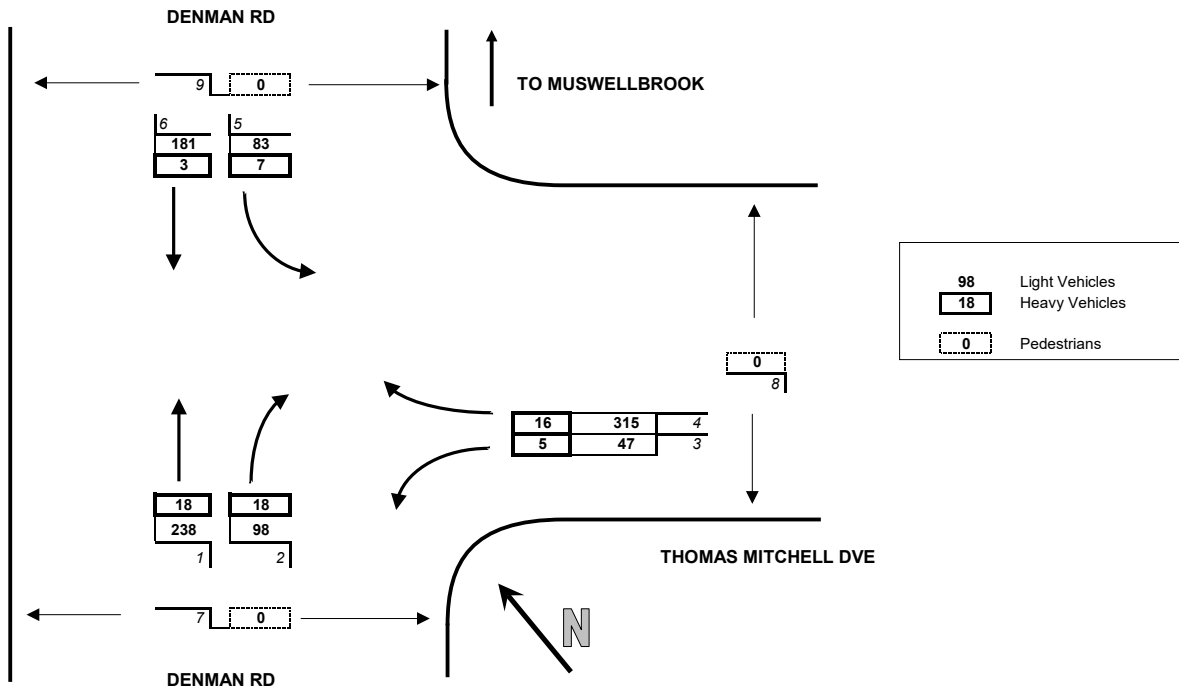 DENMAN RD
9 0
TO MUSWELLBROOK
6 5
181 83
3 7
98 Light Vehicles
18 Heavy Vehicles
0 Pedestrians
0
8
16 315 4
5 47 3
18 18
238 98
1 2
THOMAS MITCHELL DVE
7 0
N
DENMAN RD